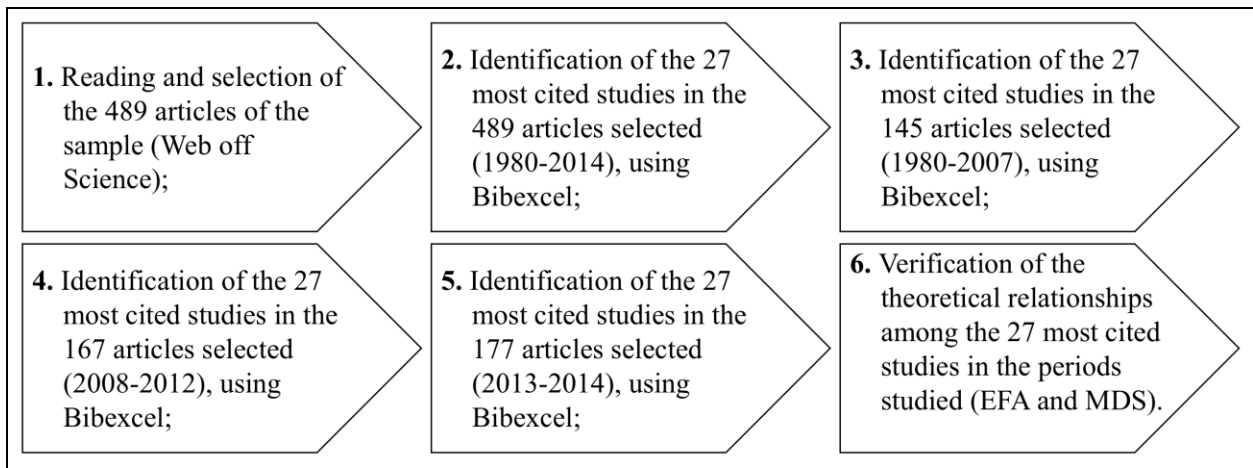 1. Reading and selection of
the 489 articles of the
sample (Web off
Science);
2. Identification of the 27
most cited studies in the
489 articles selected
(1980-2014), using
Bibexcel;
3. Identification of the 27
most cited studies in the
145 articles selected
(1980-2007), using
Bibexcel;
4. Identification of the 27
most cited studies in the
167 articles selected
(2008-2012), using
Bibexcel;
5. Identification of the 27
most cited studies in the
177 articles selected
(2013-2014), using
Bibexcel;
6. Verification of the
theoretical relationships
among the 27 most cited
studies in the periods
studied (EFA and MDS).